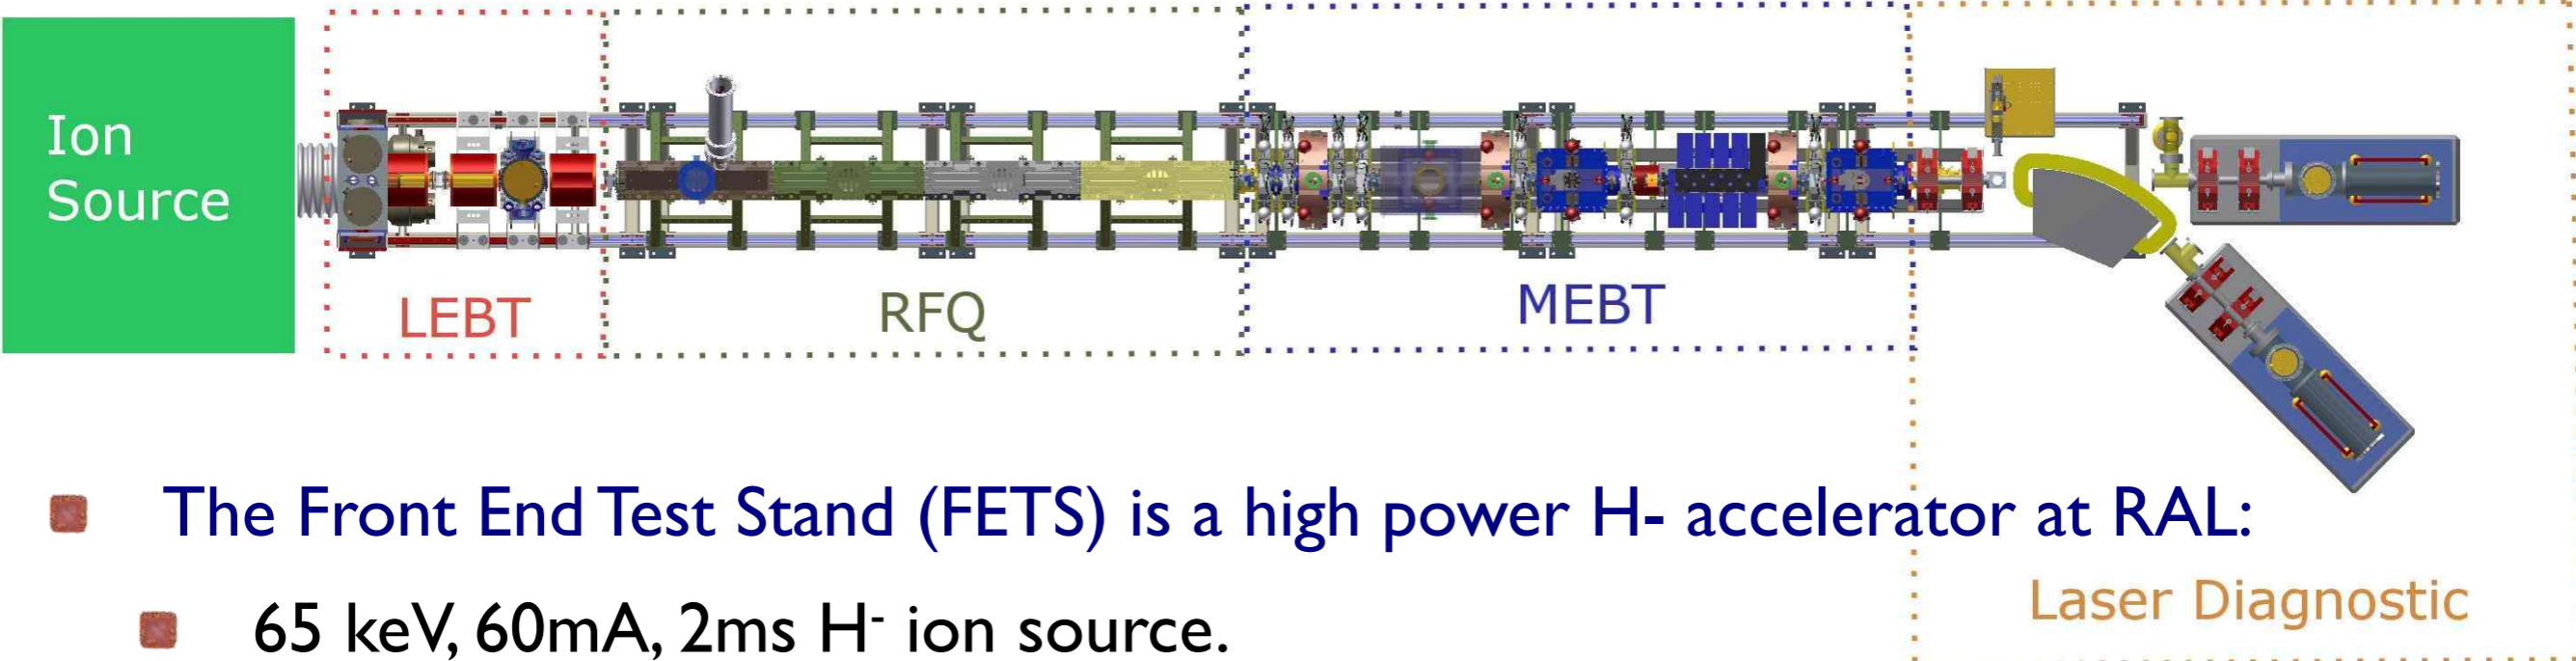 Ion
Source
LEBT
RFQ
MEBT
The Front End Test Stand (FETS) is a high power H- accelerator at RAL:
Laser Diagnostic
65 keV, 60mA, 2ms H- ion source.